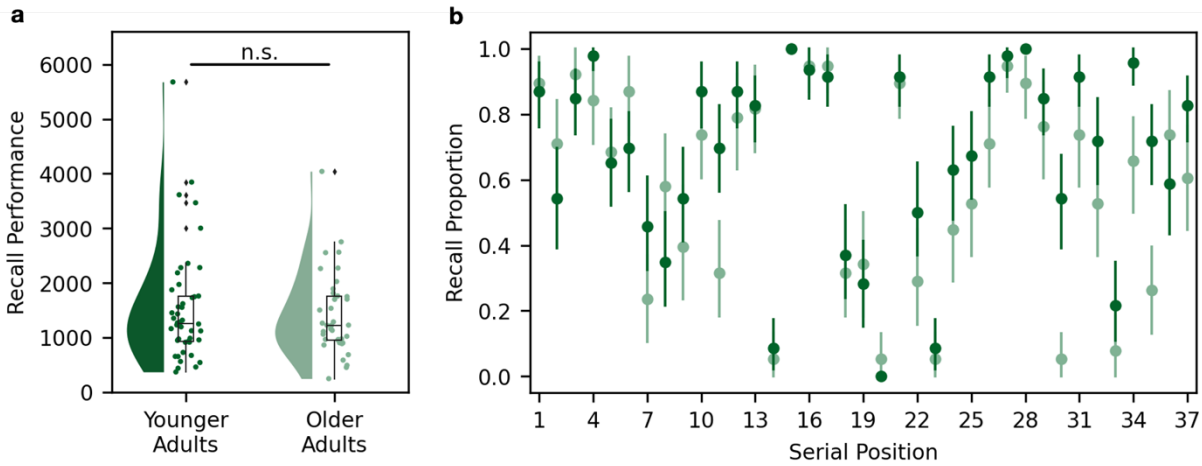 a
n.s.
Recall Performance
6000
5000
4000
3000
2000
1000
0
Younger
Adults
Older
Adults
b
Recall Proportion
1.0
0.8
0.6
0.4
0.2
0.0
1 4 7 10 13 16 19 22 25 28 31 34 37
Serial Position